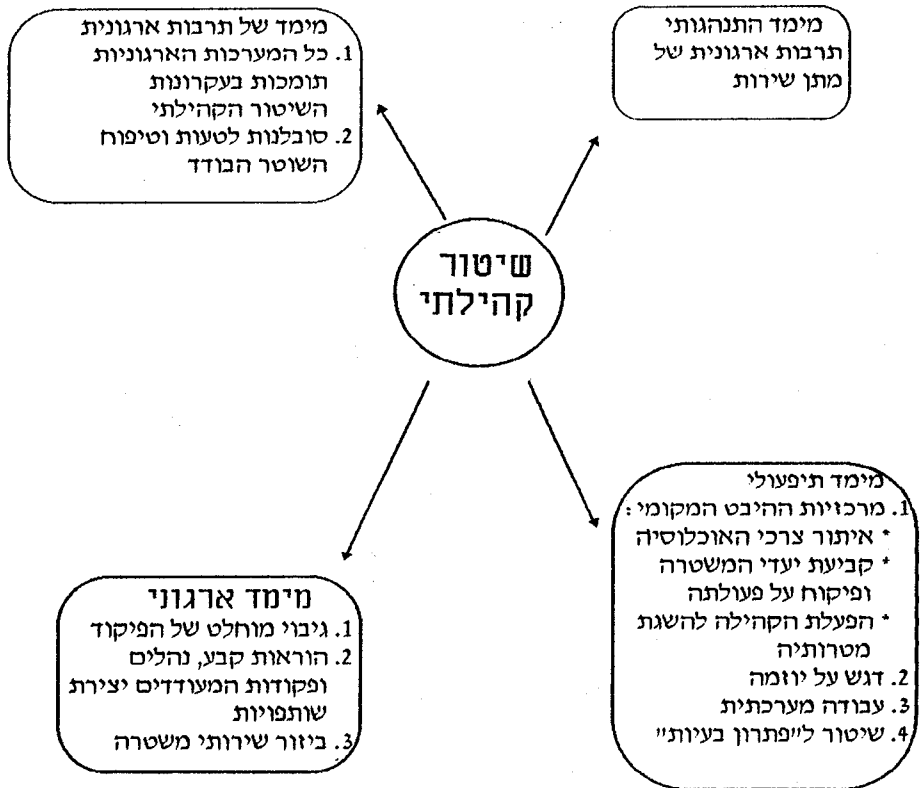 מימד התנהגותי
תרבות ארגונית של
מתן שירות
מימד של תרבות ארגונית
1. כל המערכות הארגוניות
תומכות בעקרונות
השיטור הקהילתי
2. סובלנות לטעות וטיפוח
השוטר הבודד
שיטור
קהילתי
מימד תיפעולי
1. מרכזיות ההיבט המקומי:
* איתור צרכי האוכלוסיה
* קביעת יעדי המשטרה
ופיקוח על פעולתה
* הפעלת הקהילה להשגת
מטרותיה
2. דגש על יוזמה
3. עבודה מערכתית
4. שיטור ל"פתרון בעיות"
מימד ארגוני
1. גיבוי מוחלט של הפיקוד
2. הוראות קבע, נהלים
ופקודות המעודדים יצירת
שותפויות
3. ביזור שירותי משטרה